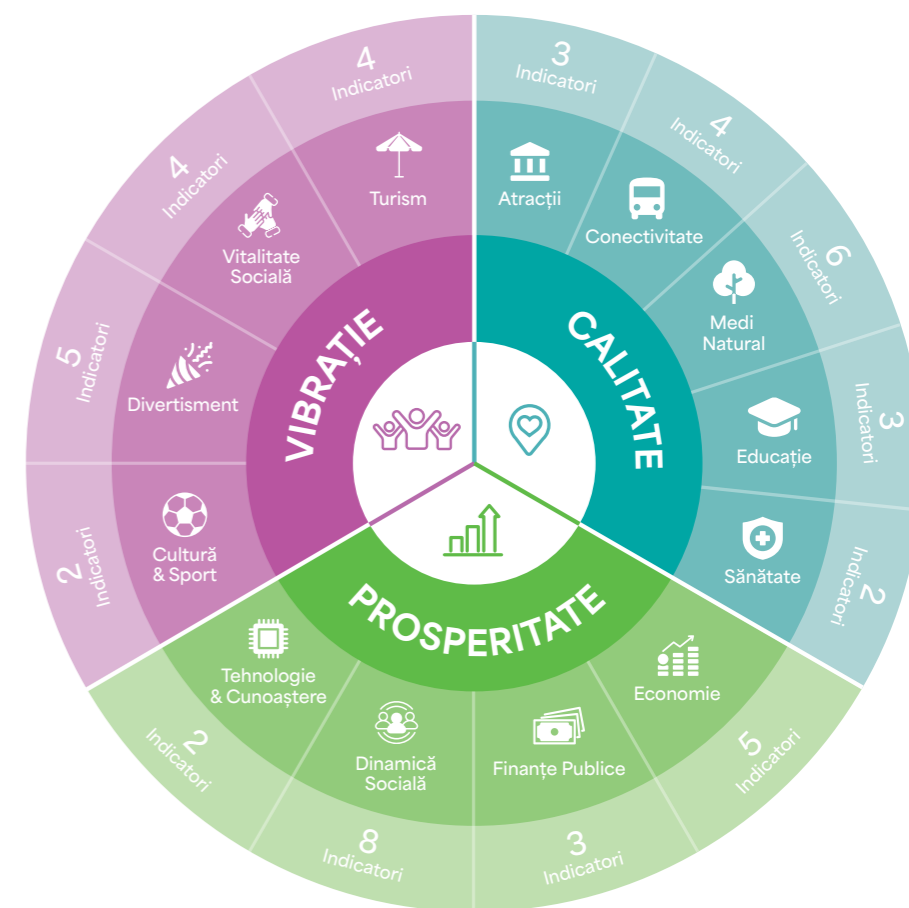 VIBRAȚIE
4
Indicatori
Turism
4
Indicatori
Vitalitate
Socială
5
Indicatori
Divertisment
2
Indicatori
Cultură
& Sport
CALITATE
3
Indicatori
Atracții
4
Indicatori
Conectivitate
6
Indicatori
Medi
Natural
3
Indicatori
Educație
2
Indicatori
Sănătate
PROSPERITATE
5
Indicatori
Economie
3
Indicatori
Finanțe Publice
8
Indicatori
Dinamică
Socială
2
Indicatori
Tehnologie
& Cunoaștere